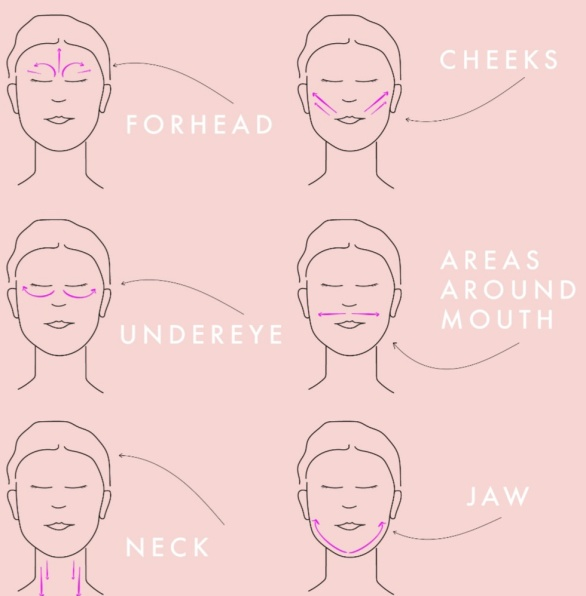 FORHEAD
CHEEKS
UNDEREYE
AREAS
AROUND
MOUTH
NECK
JAW